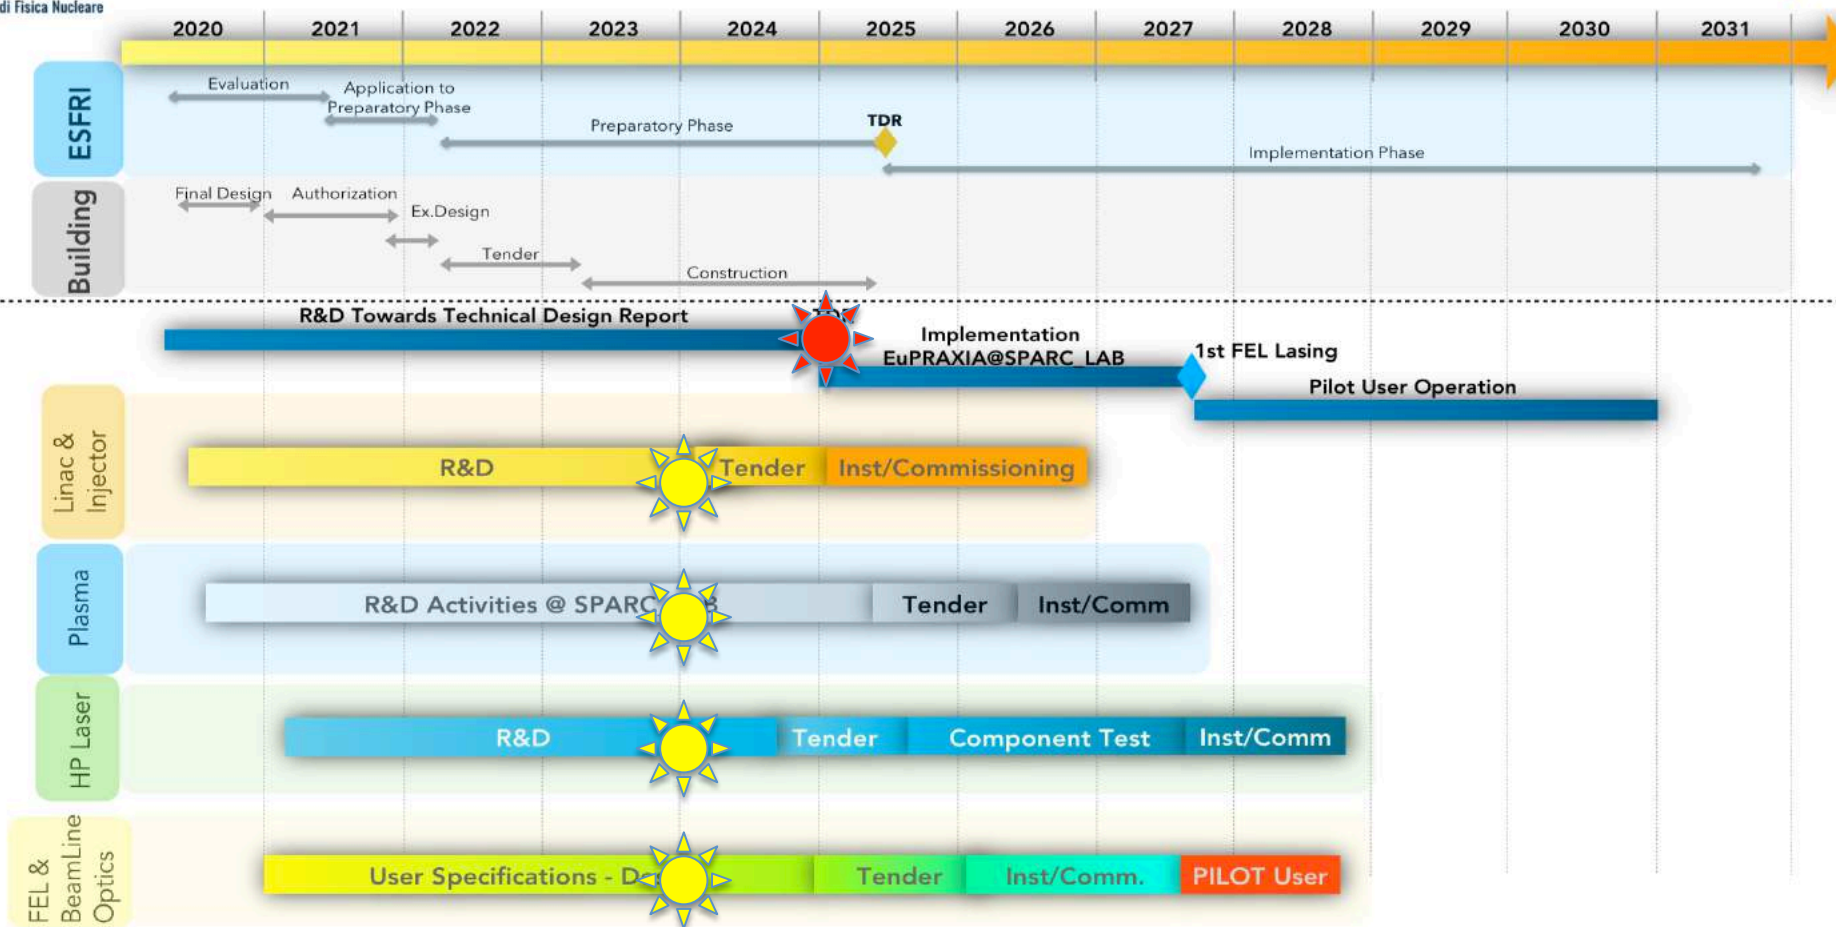 di Fisica Nucleare
2020 2021 2022 2023 2024 2025 2026 2027 2028 2029 2030 2031
ESFRI
Evaluation
Application to
Preparatory Phase
Preparatory Phase
TDR
Implementation Phase
Building
Final Design
Authorization
Ex.Design
Tender
Construction
R&D Towards Technical Design Report
Implementation
EuPRAXIA@SPARC_LAB
1st FEL Lasing
Pilot User Operation
Linac &
Injector
R&D
Tender
Inst/Commissioning
Plasma
R&D Activities @
Tender
Inst/Comm
HP Laser
R&D
Tender
Component Test
Inst/Comm
FEL &
BeamLine
Optics
User Specifications -
Tender
Inst/Comm.
PILOT User